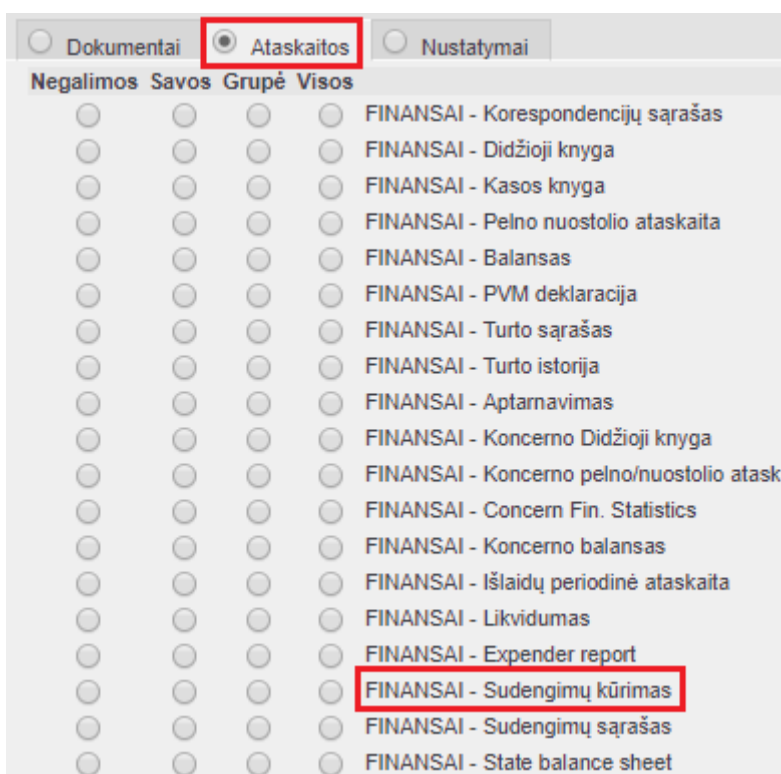 Dokumentai Ataskaitos Nustatymai
Negalimos Savos Grupė Visos
FINANSAI - Korespondencijų sąrašas
FINANSAI - Didžioji knyga
FINANSAI - Kasos knyga
FINANSAI - Pelno nuostolio ataskaita
FINANSAI - Balansas
FINANSAI - PVM deklaracija
FINANSAI - Turto sąrašas
FINANSAI - Turto istorija
FINANSAI - Aptarnavimas
FINANSAI - Koncerno Didžioji knyga
FINANSAI - Koncerno pelno/nuostolio atask
FINANSAI - Concern Fin. Statistics
FINANSAI - Koncerno balansas
FINANSAI - Išlaidų periodinė ataskaita
FINANSAI - Likvidumas
FINANSAI - Expender report
FINANSAI - Sudengimų kūrimas
FINANSAI - Sudengimų sąrašas
FINANSAI - State balance sheet